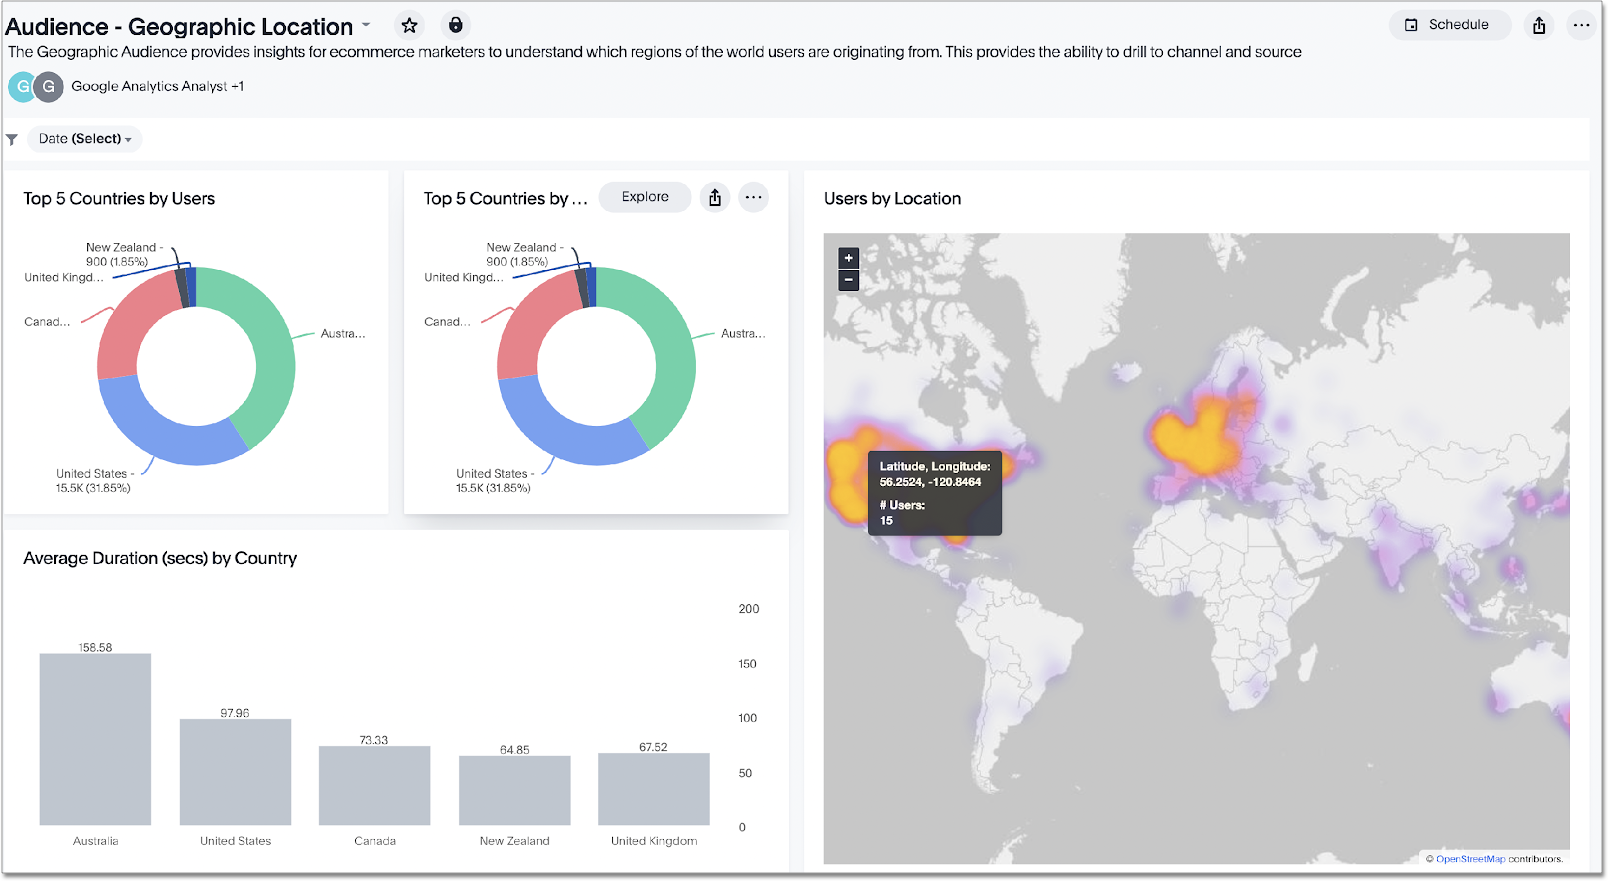 Audience - Geographic Location
Schedule
The Geographic Audience provides insights for ecommerce marketers to understand which regions of the world users are originating from. This provides the ability to drill to channel and source
G G Google Analytics Analyst +1
Date (Select)
Top 5 Countries by Users
New Zealand -
900 (1.85%)
United Kingd...
Canad...
Austra...
United States -
15.5K (31.85%)
Top 5 Countries by ...
Explore
New Zealand -
900 (1.85%)
United Kingd...
Canad...
Austra...
United States -
15.5K (31.85%)
Users by Location
+
−
Latitude, Longitude:
56.2524, -120.8464
# Users:
15
© OpenStreetMap contributors.
Average Duration (secs) by Country
200
150
100
50
0
158.58
97.96
73.33
64.85
67.52
Australia
United States
Canada
New Zealand
United Kingdom